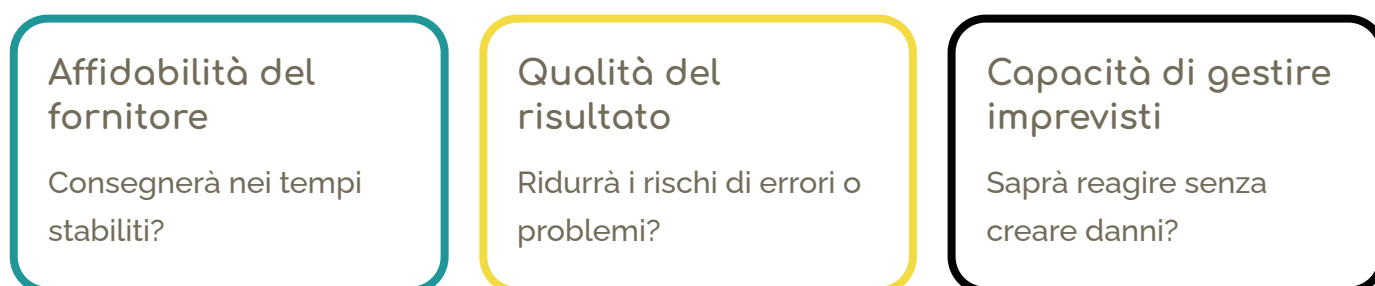 Affidabilità del
fornitore
Consegnerà nei tempi
stabiliti?
Qualità del
risultato
Ridurrà i rischi di errori o
problemi?
Capacità di gestire
imprevisti
Saprà reagire senza
creare danni?